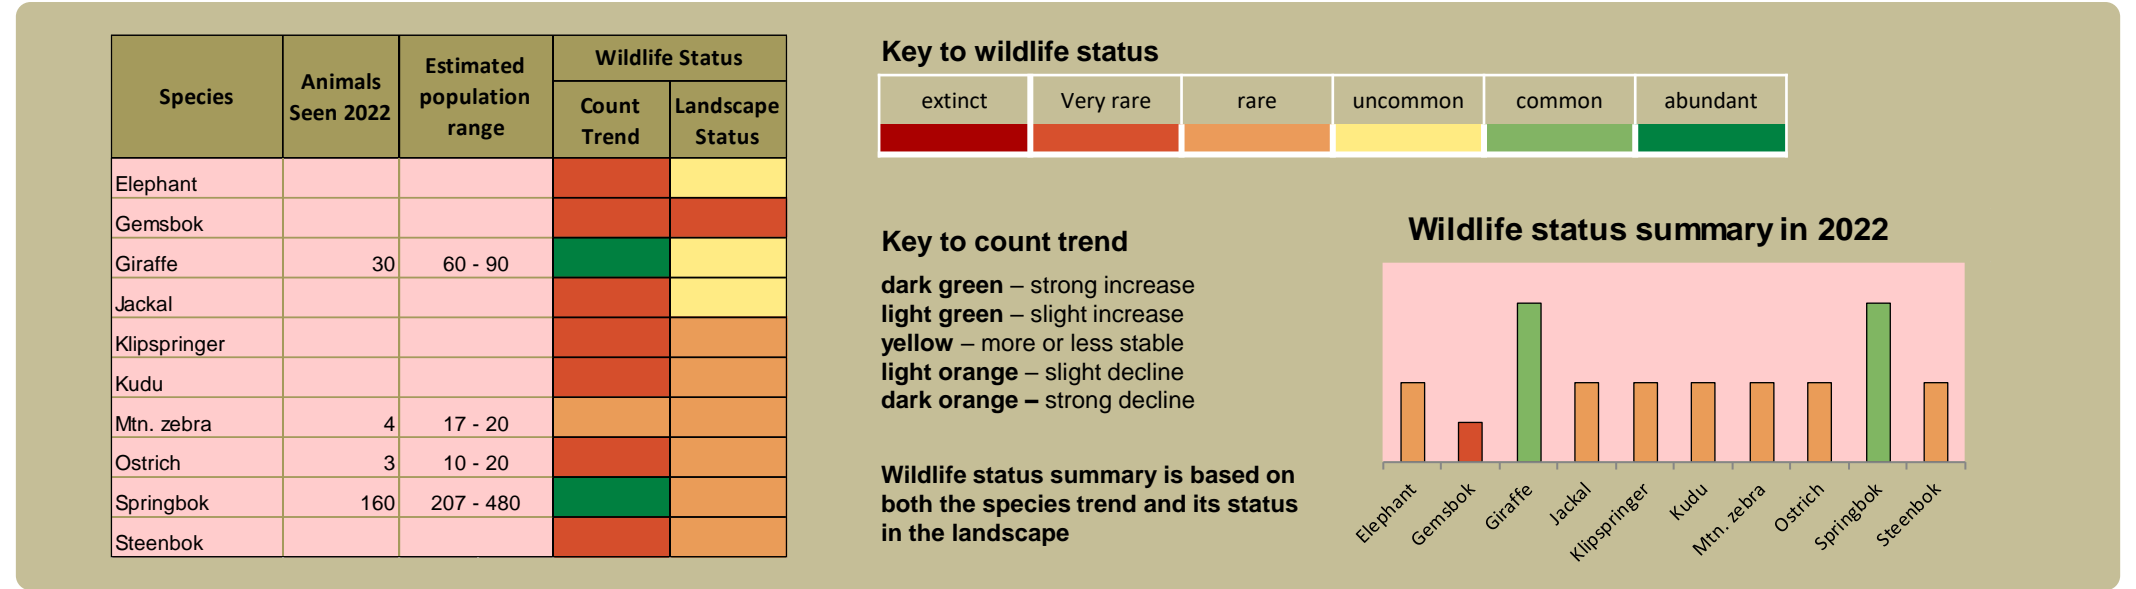 Species
Animals
Seen 2022
Estimated
population
range
Wildlife Status
Count
Trend
Landscape
Status
Elephant
Gemsbok
Giraffe 30 60 - 90
Jackal
Klipspringer
Kudu
Mtn. zebra 4 17 - 20
Ostrich 3 10 - 20
Springbok 160 207 - 480
Steenbok
Key to wildlife status
extinct Very rare rare uncommon common abundant
Key to count trend
dark green – strong increase
light green – slight increase
yellow – more or less stable
light orange – slight decline
dark orange – strong decline
Wildlife status summary is based on
both the species trend and its status
in the landscape
Wildlife status summary in 2022
Elephant
Gemsbok
Giraffe
Jackal
Klipspringer
Kudu
Mtn. zebra
Ostrich
Springbok
Steenbok